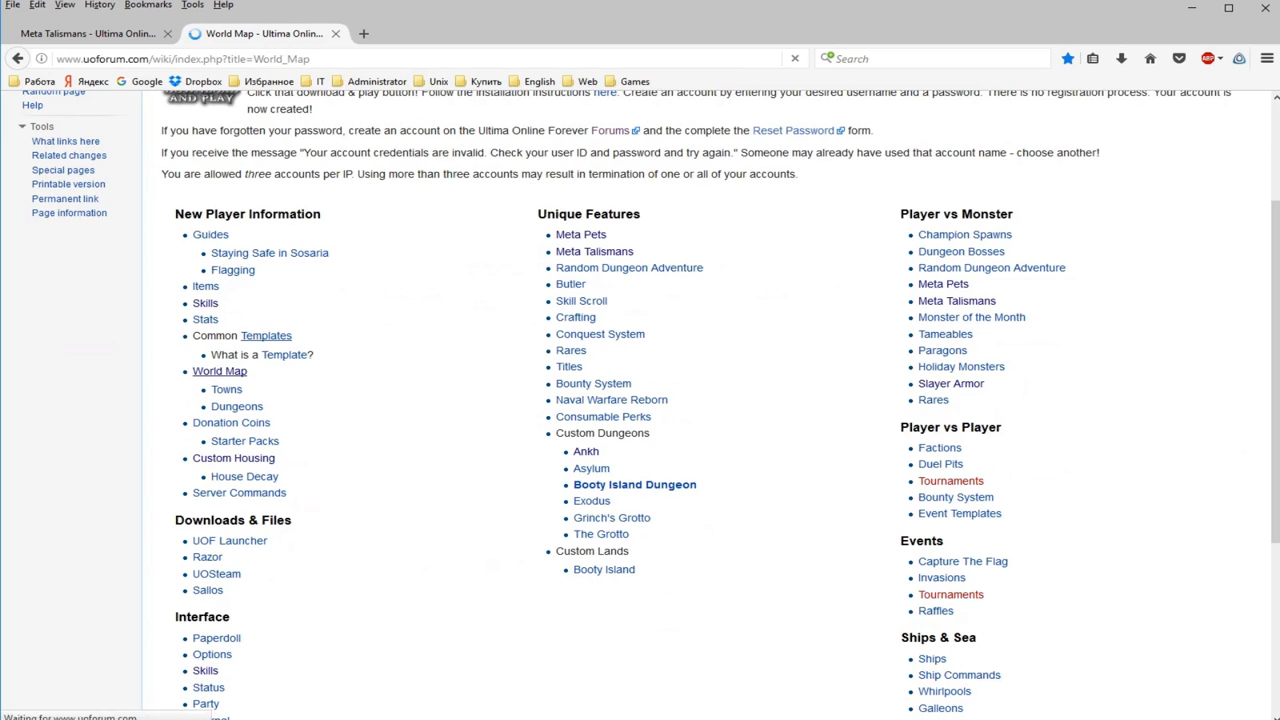 File Edit View History Bookmarks Tools Help
Meta Talismans - Ultima Onlin... × World Map - Ultima Onlin... × +
www.uoforum.com/wiki/index.php?title=World_Map Search
Работа Яндекс Google Dropbox Избранное IT Administrator Unix Купить English Web Games
Random page
Help
Tools
What links here
Related changes
Special pages
Printable version
Permanent link
Page information
AND PLAY
Click that download & play button! Follow the installation instructions here. Create an account by entering your desired username and a password. There is no registration process. Your account is
now created!
If you have forgotten your password, create an account on the Ultima Online Forever Forums and the complete the Reset Password form.
If you receive the message "Your account credentials are invalid. Check your user ID and password and try again." Someone may already have used that account name - choose another!
You are allowed three accounts per IP. Using more than three accounts may result in termination of one or all of your accounts.
New Player Information
Guides
Staying Safe in Sosaria
Flagging
Items
Skills
Stats
Common Templates
What is a Template?
World Map
Towns
Dungeons
Donation Coins
Starter Packs
Custom Housing
House Decay
Server Commands
Downloads & Files
UOF Launcher
Razor
UOSteam
Sallos
Interface
Paperdoll
Options
Skills
Status
Party
Unique Features
Meta Pets
Meta Talismans
Random Dungeon Adventure
Butler
Skill Scroll
Crafting
Conquest System
Rares
Titles
Bounty System
Naval Warfare Reborn
Consumable Perks
Custom Dungeons
Ankh
Asylum
Booty Island Dungeon
Exodus
Grinch's Grotto
The Grotto
Custom Lands
Booty Island
Player vs Monster
Champion Spawns
Dungeon Bosses
Random Dungeon Adventure
Meta Pets
Meta Talismans
Monster of the Month
Tameables
Paragons
Holiday Monsters
Slayer Armor
Rares
Player vs Player
Factions
Duel Pits
Tournaments
Bounty System
Event Templates
Events
Capture The Flag
Invasions
Tournaments
Raffles
Ships & Sea
Ships
Ship Commands
Whirlpools
Galleons
Waiting for www.uoforum.com